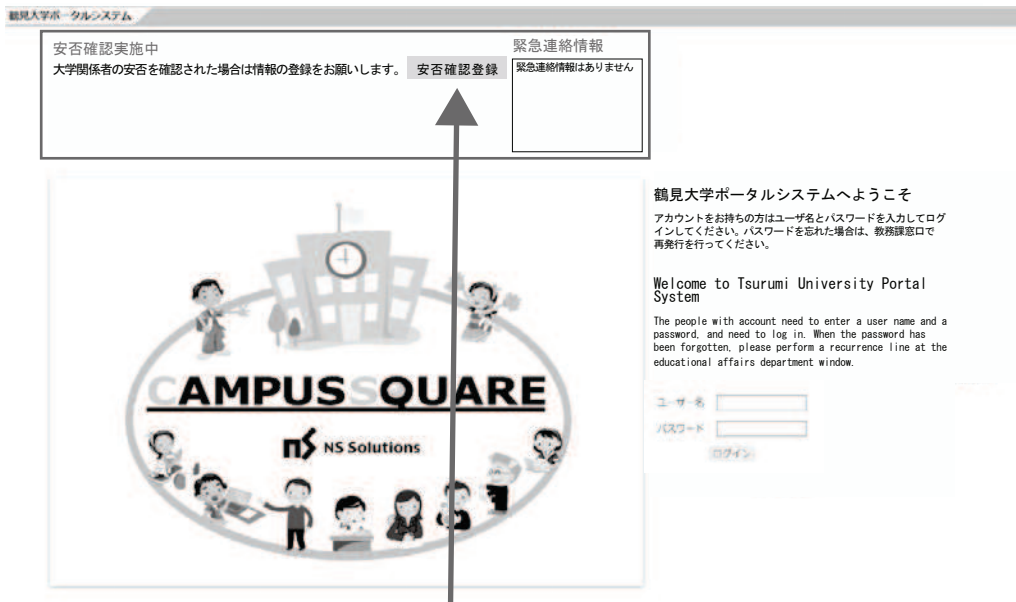 鶴見大学ポータルシステム
安否確認実施中
大学関係者の安否を確認された場合は情報の登録をお願いします。
安否確認登録
緊急連絡情報
緊急連絡情報はありません
CAMPUSSQUARE
NS NS Solutions
鶴見大学ポータルシステムへようこそ
アカウントをお持ちの方はユーザ名とパスワードを入力してログ
インしてください。パスワードを忘れた場合は、教務課窓口で
再発行を行ってください。
Welcome to Tsurumi University Portal
System
The people with account need to enter a user name and a
password, and need to log in. When the password has
been forgotten, please perform a recurrence line at the
educational affairs department window.
ユーザー名
パスワード
ログイン